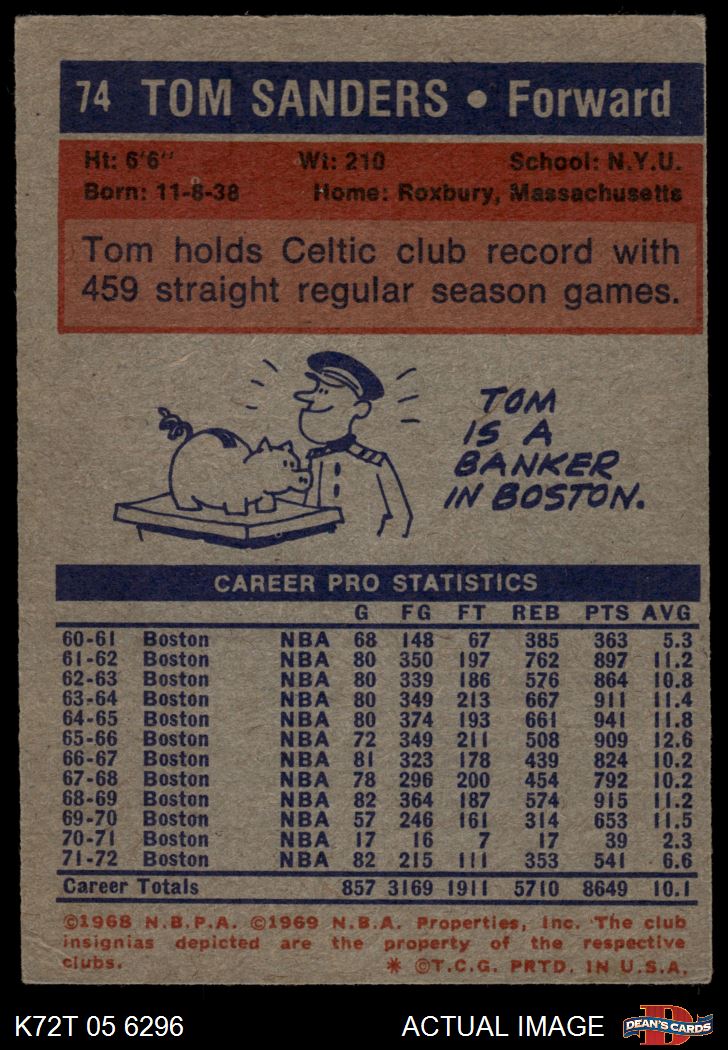 74 TOM SANDERS • Forward
Ht: 6'6" Wt: 210 School: N.Y.U.
Born: 11-8-38 Home: Roxbury, Massachusetts
Tom holds Celtic club record with
459 straight regular season games.
TOM
IS A
BANKER
IN BOSTON.
CAREER PRO STATISTICS
G FG FT REB PTS AVG
60-61 Boston NBA 68 148 67 385 363 5.3
61-62 Boston NBA 80 350 197 762 897 11.2
62-63 Boston NBA 80 339 186 576 864 10.8
63-64 Boston NBA 80 349 213 667 911 11.4
64-65 Boston NBA 80 374 193 661 941 11.8
65-66 Boston NBA 72 349 211 508 909 12.6
66-67 Boston NBA 81 323 178 439 824 10.2
67-68 Boston NBA 78 296 200 454 792 10.2
68-69 Boston NBA 82 364 187 574 915 11.2
69-70 Boston NBA 57 246 161 314 653 11.5
70-71 Boston NBA 17 16 7 17 39 2.3
71-72 Boston NBA 82 215 111 353 541 6.6
Career Totals 857 3169 1911 5710 8649 10.1
©1968 N.B.P.A. ©1969 N.B.A. Properties, Inc. The club
insignias depicted are the property of the respective
clubs. * ©T.C.G. PRTD. IN U.S.A.
K72T 05 6296 ACTUAL IMAGE DEAN'S CARDS